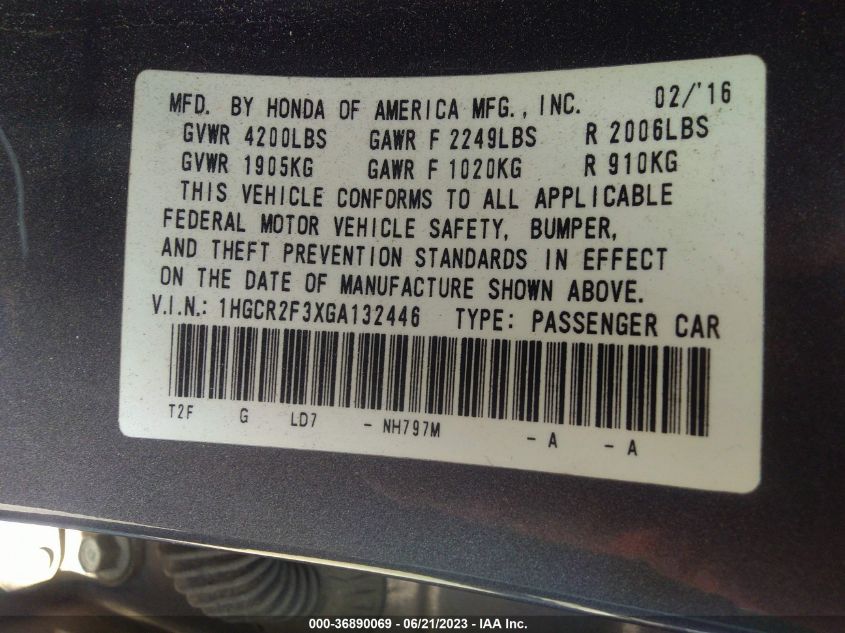 MFD. BY HONDA OF AMERICA MFG., INC. 02/'16
GVWR 4200LBS GAWR F 2249LBS R 2006LBS
GVWR 1905KG GAWR F 1020KG R 910KG
THIS VEHICLE CONFORMS TO ALL APPLICABLE
FEDERAL MOTOR VEHICLE SAFETY, BUMPER,
AND THEFT PREVENTION STANDARDS IN EFFECT
ON THE DATE OF MANUFACTURE SHOWN ABOVE.
V.I.N.: 1HGCR2F3XGA132446 TYPE: PASSENGER CAR
T2F G LD7 - NH797M - A - A
000-36890069 - 06/21/2023 - IAA Inc.